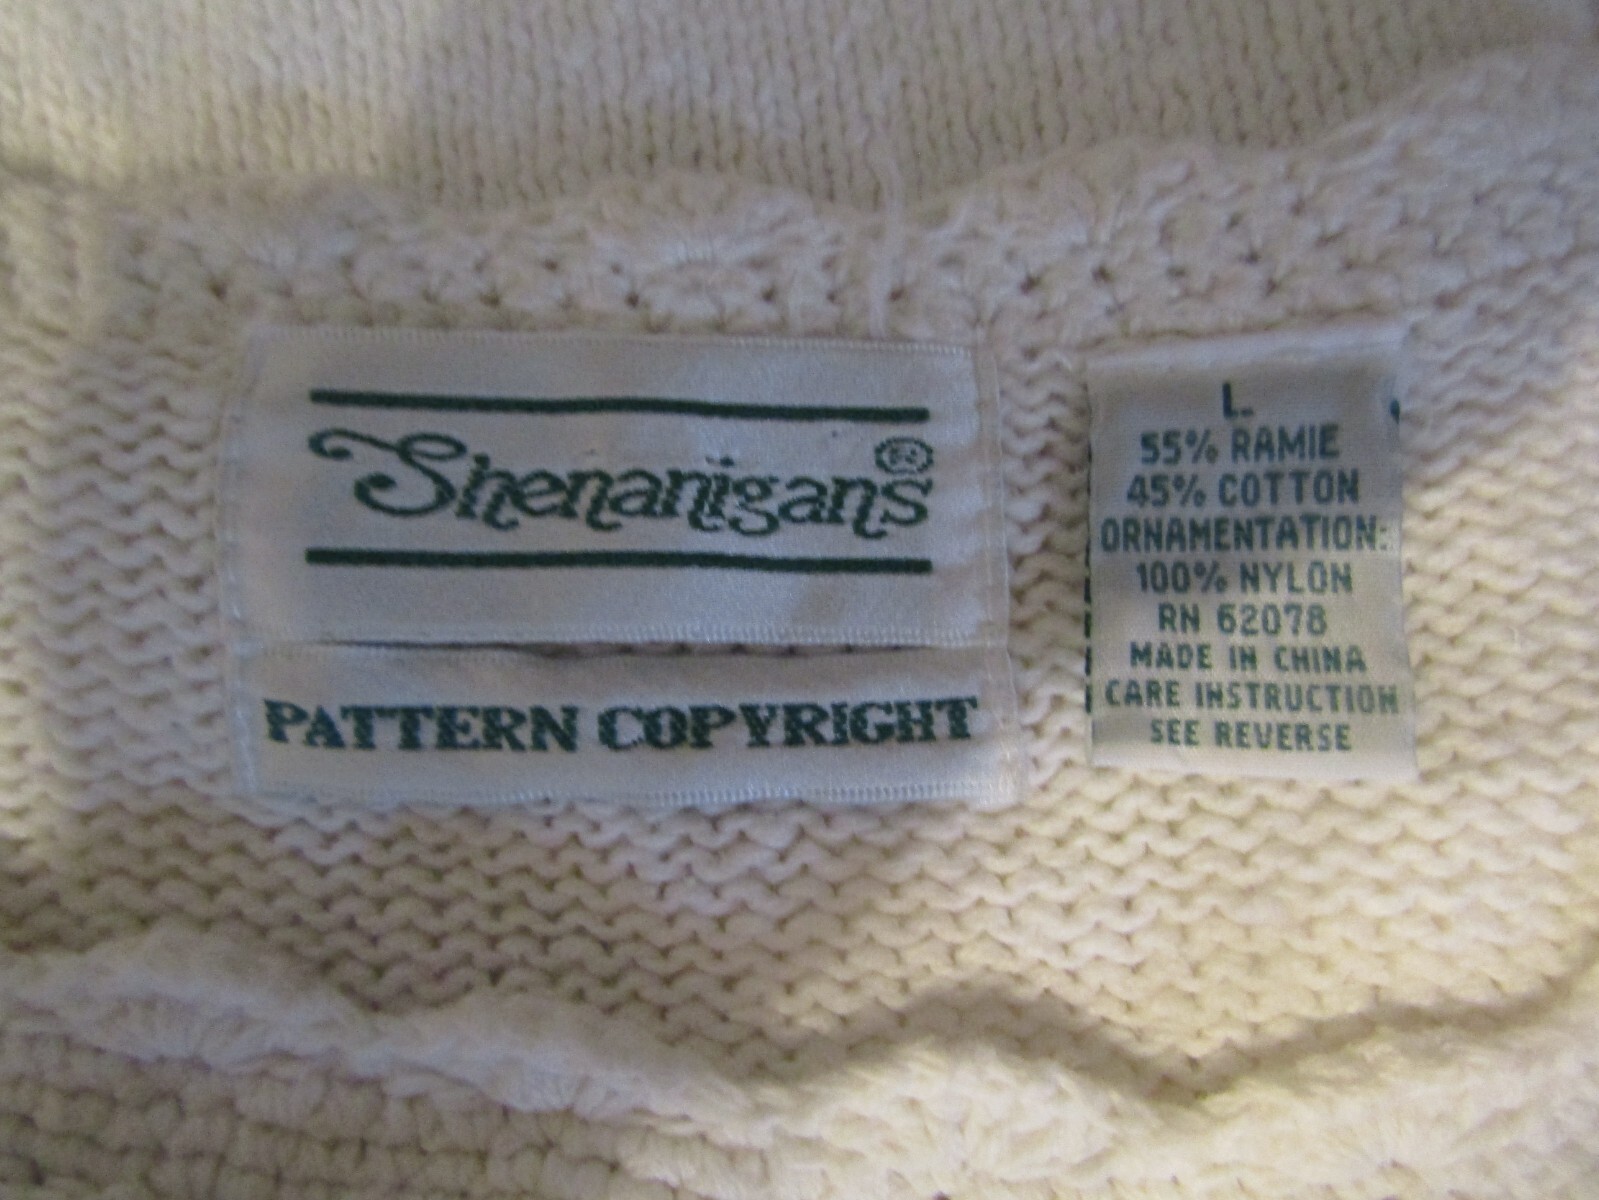 Shenanigans®
PATTERN COPYRIGHT
L.
55% RAMIE
45% COTTON
ORNAMENTATION:
100% NYLON
RN 62078
MADE IN CHINA
CARE INSTRUCTION
SEE REVERSE